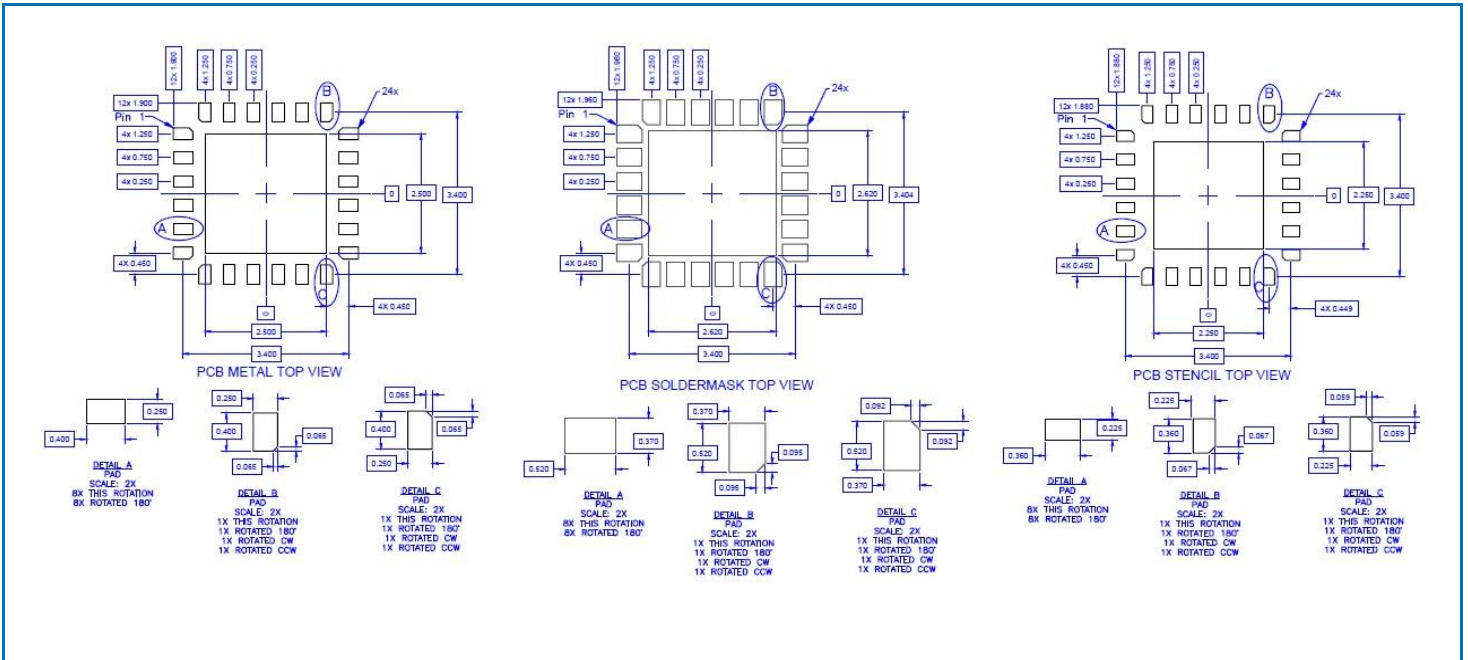 12x 1.900
4x 1.250
4x 0.750
4x 0.250
B
24x
12x 1.900
Pin 1
4x 1.250
4x 0.750
4x 0.250
0
2.500
3.400
A
4X 0.450
C
0
4X 0.450
2.500
3.400
PCB METAL TOP VIEW
0.250
0.400
DETAIL A
PAD
SCALE: 2X
8X THIS ROTATION
8X ROTATED 180°
0.250
0.400
0.065
0.065
DETAIL B
PAD
SCALE: 2X
1X THIS ROTATION
1X ROTATED 180°
1X ROTATED CW
1X ROTATED CCW
0.065
0.400
0.065
0.250
DETAIL C
PAD
SCALE: 2X
1X THIS ROTATION
1X ROTATED 180°
1X ROTATED CW
1X ROTATED CCW
12x 1.960
4x 1.250
4x 0.750
4x 0.250
B
24x
12x 1.960
Pin 1
4x 1.250
4x 0.750
4x 0.250
0
2.620
3.404
A
4X 0.450
C
0
4X 0.450
2.620
3.400
PCB SOLDERMASK TOP VIEW
0.370
0.520
DETAIL A
PAD
SCALE: 2X
8X THIS ROTATION
8X ROTATED 180°
0.370
0.520
0.095
0.095
DETAIL B
PAD
SCALE: 2X
1X THIS ROTATION
1X ROTATED 180°
1X ROTATED CW
1X ROTATED CCW
0.092
0.520
0.092
0.370
DETAIL C
PAD
SCALE: 2X
1X THIS ROTATION
1X ROTATED 180°
1X ROTATED CW
1X ROTATED CCW
12x 1.880
4x 1.250
4x 0.750
4x 0.250
B
24x
12x 1.880
Pin 1
4x 1.250
4x 0.750
4x 0.250
0
2.250
3.400
A
4X 0.450
C
0
4X 0.449
2.250
3.400
PCB STENCIL TOP VIEW
0.225
0.360
DETAIL A
PAD
SCALE: 2X
8X THIS ROTATION
8X ROTATED 180°
0.225
0.360
0.067
0.067
DETAIL B
PAD
SCALE: 2X
1X THIS ROTATION
1X ROTATED 180°
1X ROTATED CW
1X ROTATED CCW
0.059
0.360
0.059
0.225
DETAIL C
PAD
SCALE: 2X
1X THIS ROTATION
1X ROTATED 180°
1X ROTATED CW
1X ROTATED CCW